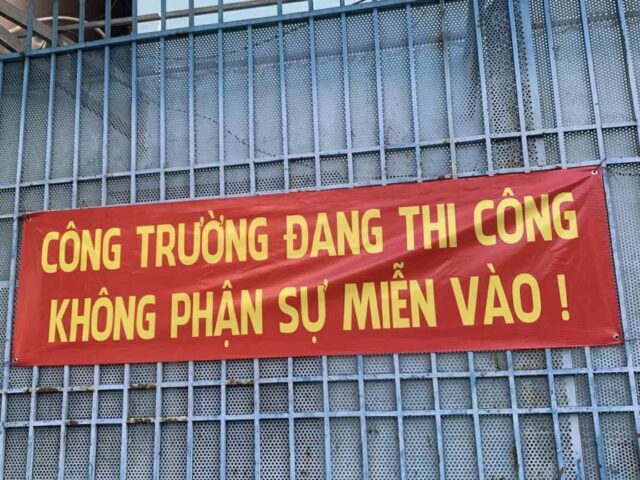 CÔNG TRƯỜNG ĐANG THI CÔNG
KHÔNG PHẬN SỰ MIỄN VÀO !